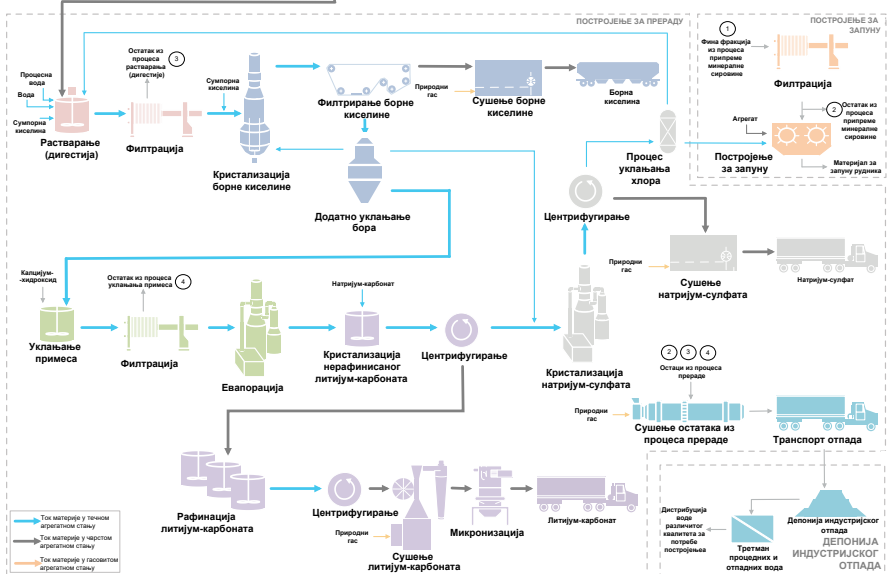 ПОСТРОЈЕЊЕ ЗА ПРЕРАДУ
ПОСТРОЈЕЊЕ ЗА
ЗАПУНУ
Процесна
вода
Вода
Сумпорна
киселина
Растварање
(дигестија)
Остатак из
процеса
растварања
(дигестије)
3
Филтрација
Сумпорна
киселина
Кристализација
борне киселине
Филтрирање борне
киселине
Природни
гас
Сушење борне
киселине
Борна
киселина
Додатно уклањање
бора
Процес
уклањања
хлора
1
Фина фракција
из процеса
припреме
минералне
сировине
Филтрација
2
Остатак из
процеса
припреме
минералне
сировине
Агрегат
Постројење
за запуну
Материјал за
запуну рудника
Центрифугирање
Природни
гас
Сушење
натријум-сулфата
Натријум-сулфат
Калцијум-
-хидроксид
Уклањање
примеса
Остатак из процеса
уклањања примеса
4
Филтрација
Евапорација
Натријум-карбонат
Кристализација
нерафинисаног
литијум-карбоната
Центрифугирање
Кристализација
натријум-сулфата
2 3 4
Остаци из процеса
прераде
Природни
гас
Сушење остатака из
процеса прераде
Транспорт отпада
Рафинација
литијум-карбоната
Центрифугирање
Природни
гас
Сушење
литијум-карбоната
Микронизација
Литијум-карбонат
Дистрибуција
воде
различитог
квалитета за
потребе
постројењеа
Третман
процедних и
отпадних вода
Депонија индустријског
отпада
ДЕПОНИЈА
ИНДУСТРИЈСКОГ
ОТПАДА
Ток материје у течном
агрегатном стању
Ток материје у чврстом
агрегатном стању
Ток материје у гасовитом
агрегатном стању